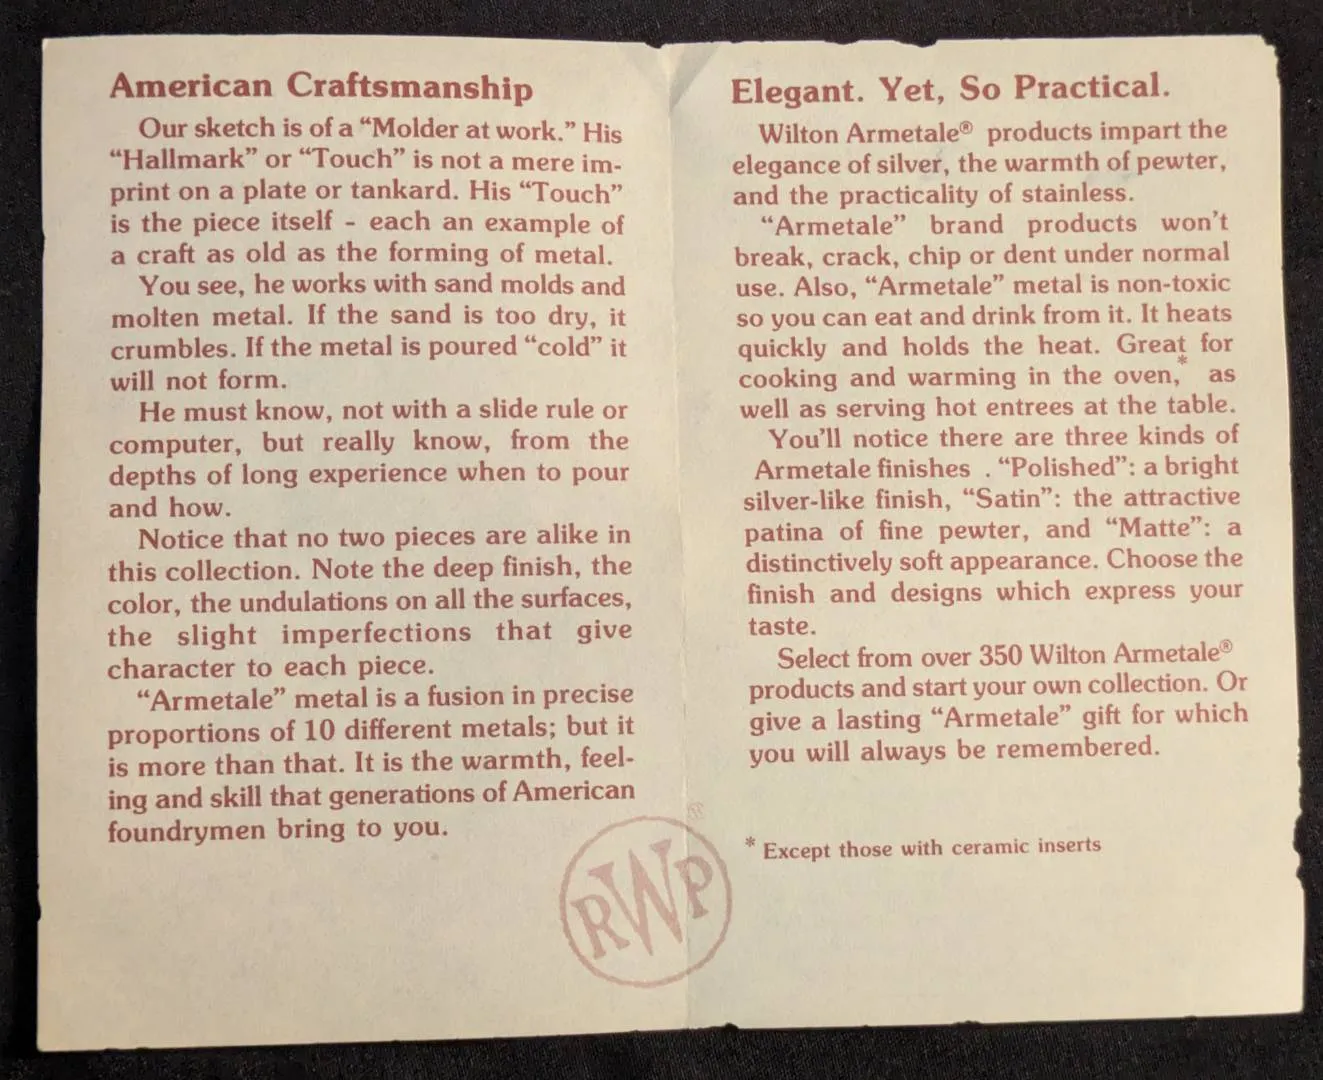 American Craftsmanship
Our sketch is of a “Molder at work.” His
“Hallmark” or “Touch” is not a mere im-
print on a plate or tankard. His “Touch”
is the piece itself - each an example of
a craft as old as the forming of metal.
You see, he works with sand molds and
molten metal. If the sand is too dry, it
crumbles. If the metal is poured “cold” it
will not form.
He must know, not with a slide rule or
computer, but really know, from the
depths of long experience when to pour
and how.
Notice that no two pieces are alike in
this collection. Note the deep finish, the
color, the undulations on all the surfaces,
the slight imperfections that give
character to each piece.
“Armetale” metal is a fusion in precise
proportions of 10 different metals; but it
is more than that. It is the warmth, feel-
ing and skill that generations of American
foundrymen bring to you.
Elegant. Yet, So Practical.
Wilton Armetale® products impart the
elegance of silver, the warmth of pewter,
and the practicality of stainless.
“Armetale” brand products won’t
break, crack, chip or dent under normal
use. Also, “Armetale” metal is non-toxic
so you can eat and drink from it. It heats
quickly and holds the heat. Great for
cooking and warming in the oven,* as
well as serving hot entrees at the table.
You’ll notice there are three kinds of
Armetale finishes . “Polished”: a bright
silver-like finish, “Satin”: the attractive
patina of fine pewter, and “Matte”: a
distinctively soft appearance. Choose the
finish and designs which express your
taste.
Select from over 350 Wilton Armetale®
products and start your own collection. Or
give a lasting “Armetale” gift for which
you will always be remembered.
* Except those with ceramic inserts
RWP ®